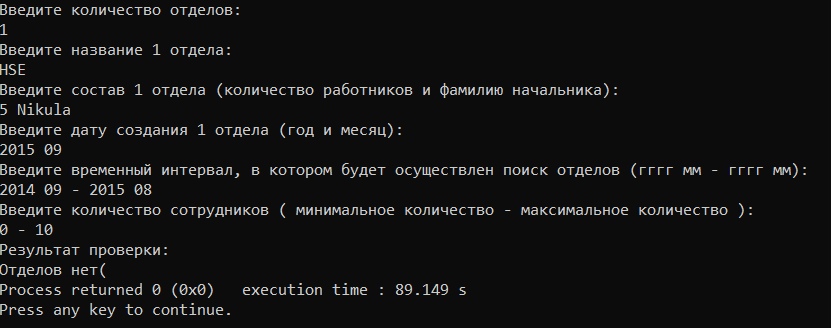 Введите количество отделов:
1
Введите название 1 отдела:
HSE
Введите состав 1 отдела (количество работников и фамилию начальника):
5 Nikula
Введите дату создания 1 отдела (год и месяц):
2015 09
Введите временный интервал, в котором будет осуществлен поиск отделов (гггг мм - гггг мм):
2014 09 - 2015 08
Введите количество сотрудников ( минимальное количество - максимальное количество ):
0 - 10
Результат проверки:
Отделов нет(
Process returned 0 (0x0)   execution time : 89.149 s
Press any key to continue.